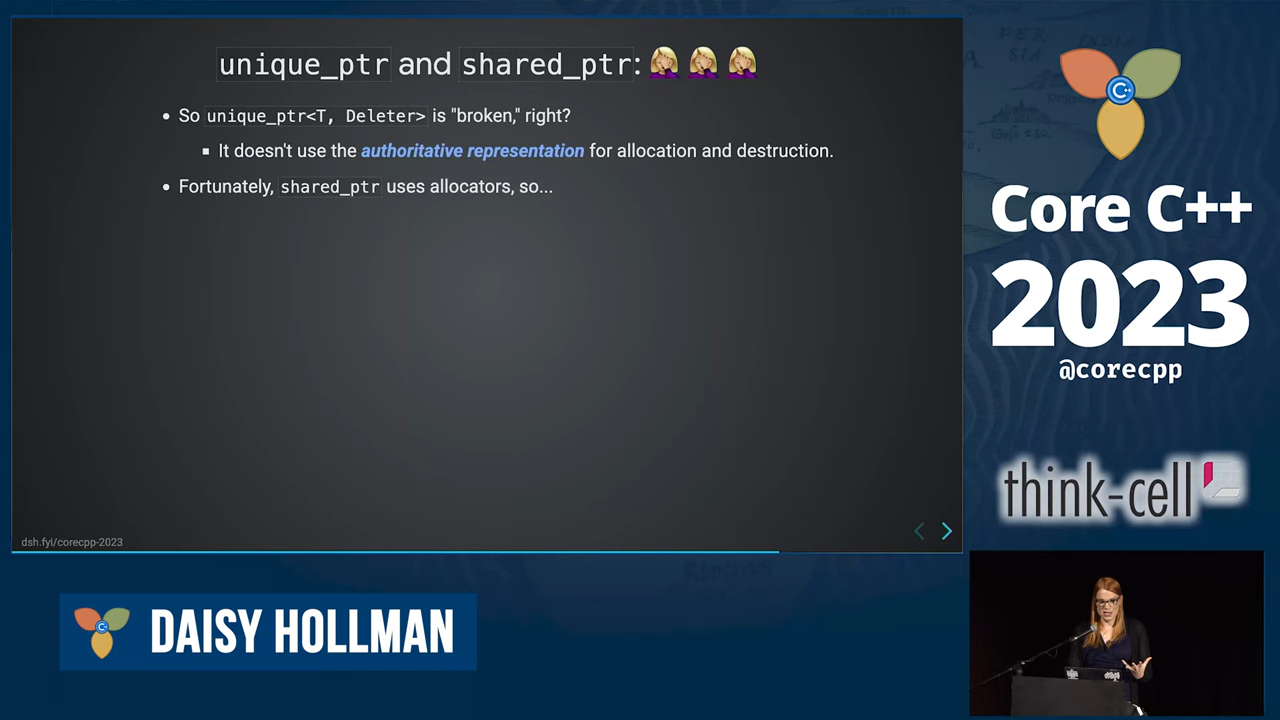 unique_ptr and shared_ptr: 🤦🏼‍♀️ 🤦🏼‍♀️ 🤦🏼‍♀️
So unique_ptr<T, Deleter> is "broken," right?
It doesn't use the authoritative representation for allocation and destruction.
Fortunately, shared_ptr uses allocators, so...
dsh.fyi/corecpp-2023
C++
Core C++
2023
@corecpp
think-cell
DAISY HOLLMAN